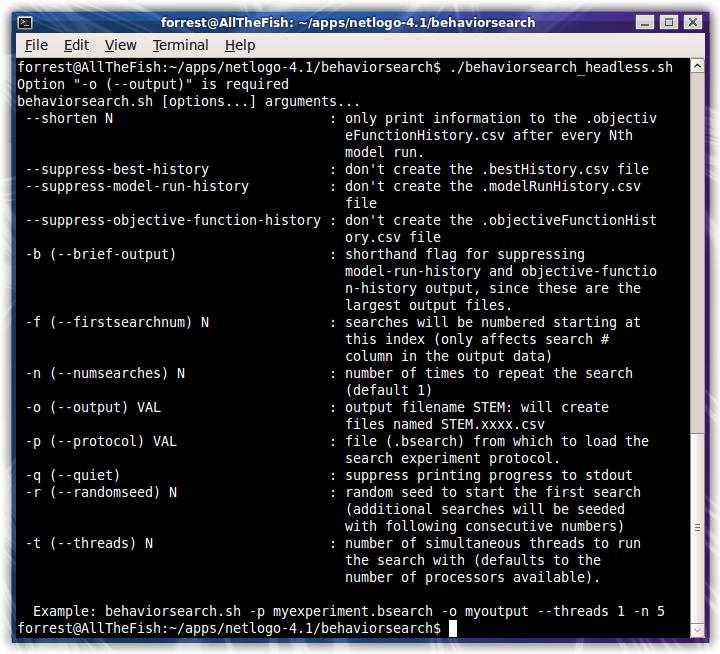 forrest@AllTheFish: ~/apps/netlogo-4.1/behaviorsearch
File Edit View Terminal Help
forrest@AllTheFish:~/apps/netlogo-4.1/behaviorsearch$ ./behaviorsearch_headless.sh
Option "-o (--output)" is required
behaviorsearch.sh [options...] arguments...
--shorten N : only print information to the .objectiv
eFunctionHistory.csv after every Nth
model run.
--suppress-best-history : don't create the .bestHistory.csv file
--suppress-model-run-history : don't create the .modelRunHistory.csv
file
--suppress-objective-function-history : don't create the .objectiveFunctionHist
ory.csv file
-b (--brief-output) : shorthand flag for suppressing
model-run-history and objective-functio
n-history output, since these are the
largest output files.
-f (--firstsearchnum) N : searches will be numbered starting at
this index (only affects search #
column in the output data)
-n (--numsearches) N : number of times to repeat the search
(default 1)
-o (--output) VAL : output filename STEM: will create
files named STEM.xxxx.csv
-p (--protocol) VAL : file (.bsearch) from which to load the
search experiment protocol.
-q (--quiet) : suppress printing progress to stdout
-r (--randomseed) N : random seed to start the first search
(additional searches will be seeded
with following consecutive numbers)
-t (--threads) N : number of simultaneous threads to run
the search with (defaults to the
number of processors available).
Example: behaviorsearch.sh -p myexperiment.bsearch -o myoutput --threads 1 -n 5
forrest@AllTheFish:~/apps/netlogo-4.1/behaviorsearch$